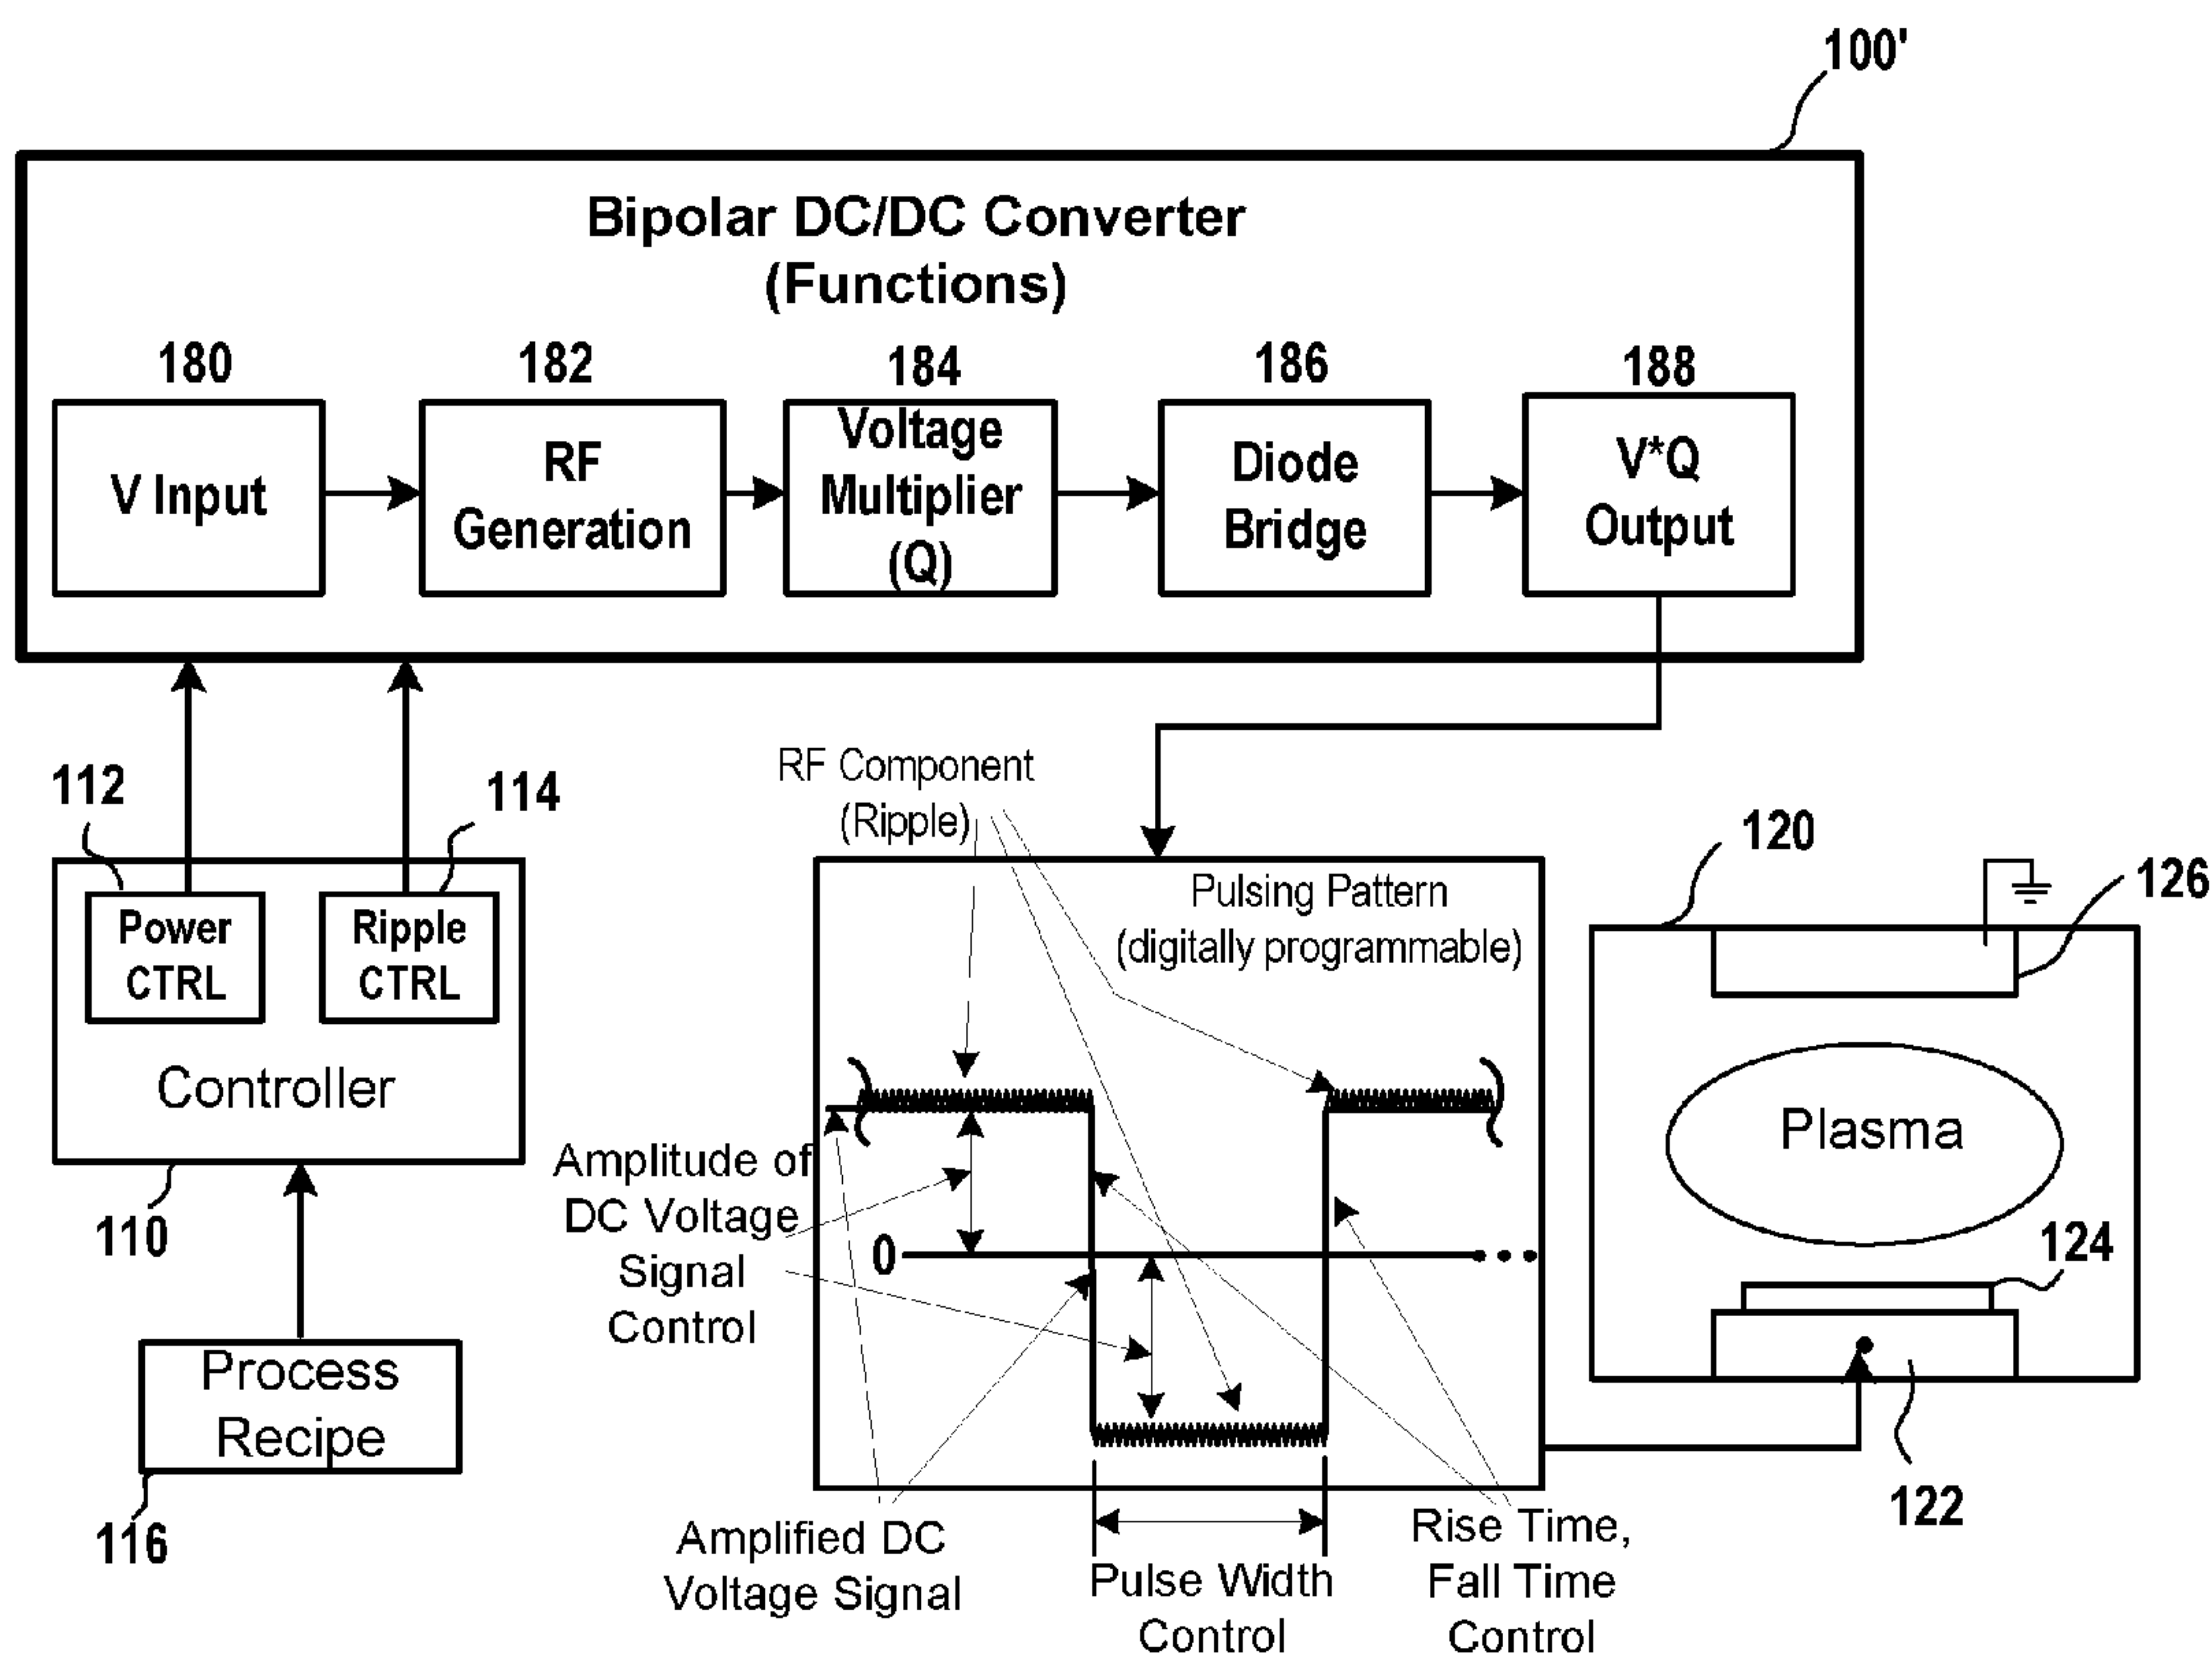 100'
Bipolar DC/DC Converter
(Functions)
180
182
184
186
188
V Input
RF
Generation
Voltage
Multiplier
(Q)
Diode
Bridge
V*Q
Output
112
114
Power
CTRL
Ripple
CTRL
Controller
110
Process
Recipe
116
RF Component
(Ripple)
Pulsing Pattern
(digitally programmable)
Amplitude of
DC Voltage
Signal
Control
0
Amplified DC
Voltage Signal
Pulse Width
Control
Rise Time,
Fall Time
Control
120
126
Plasma
124
122